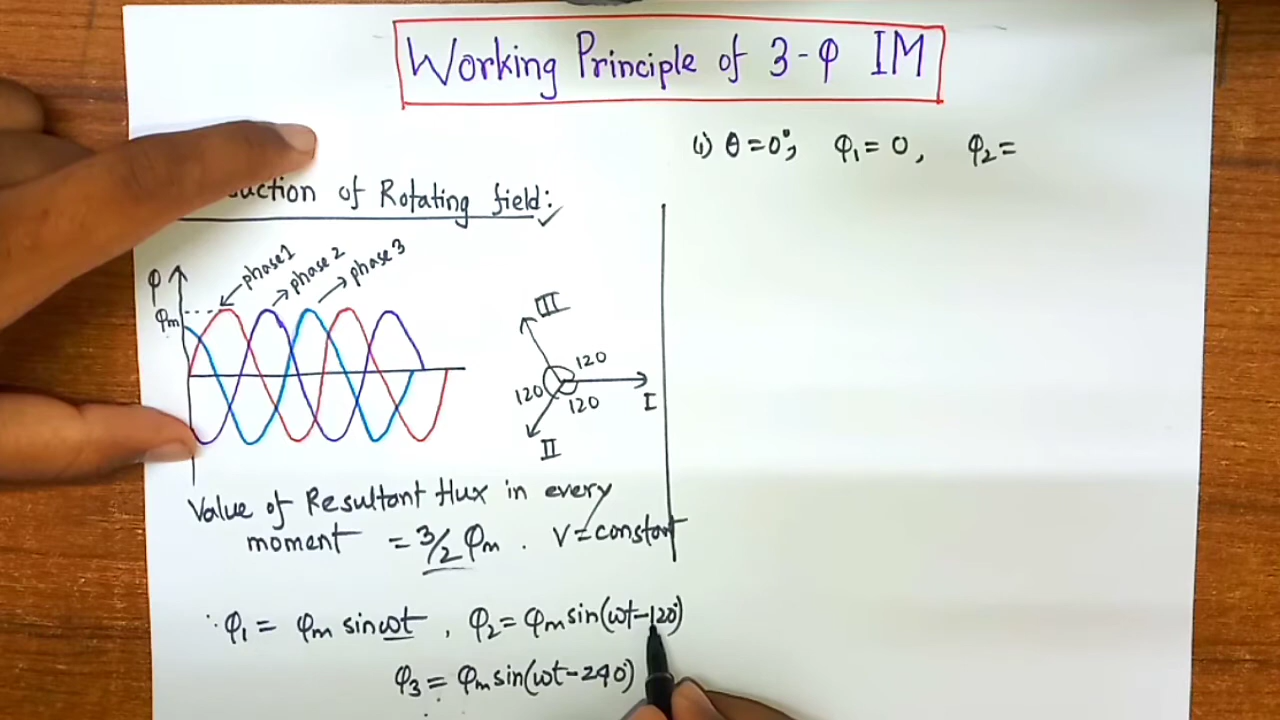 Working Principle of 3-φ IM
(i) θ=0°, φ₁=0, φ₂=
of Rotating field:
phase1
phase 2
phase 3
φ
φm
III
120
120
120
I
II
Value of Resultant flux in every
moment = 3/2 φm. V=constant
∵ φ₁ = φm sinωt, φ₂= φm sin(ωt-120)
φ₃ = φm sin(ωt-240)